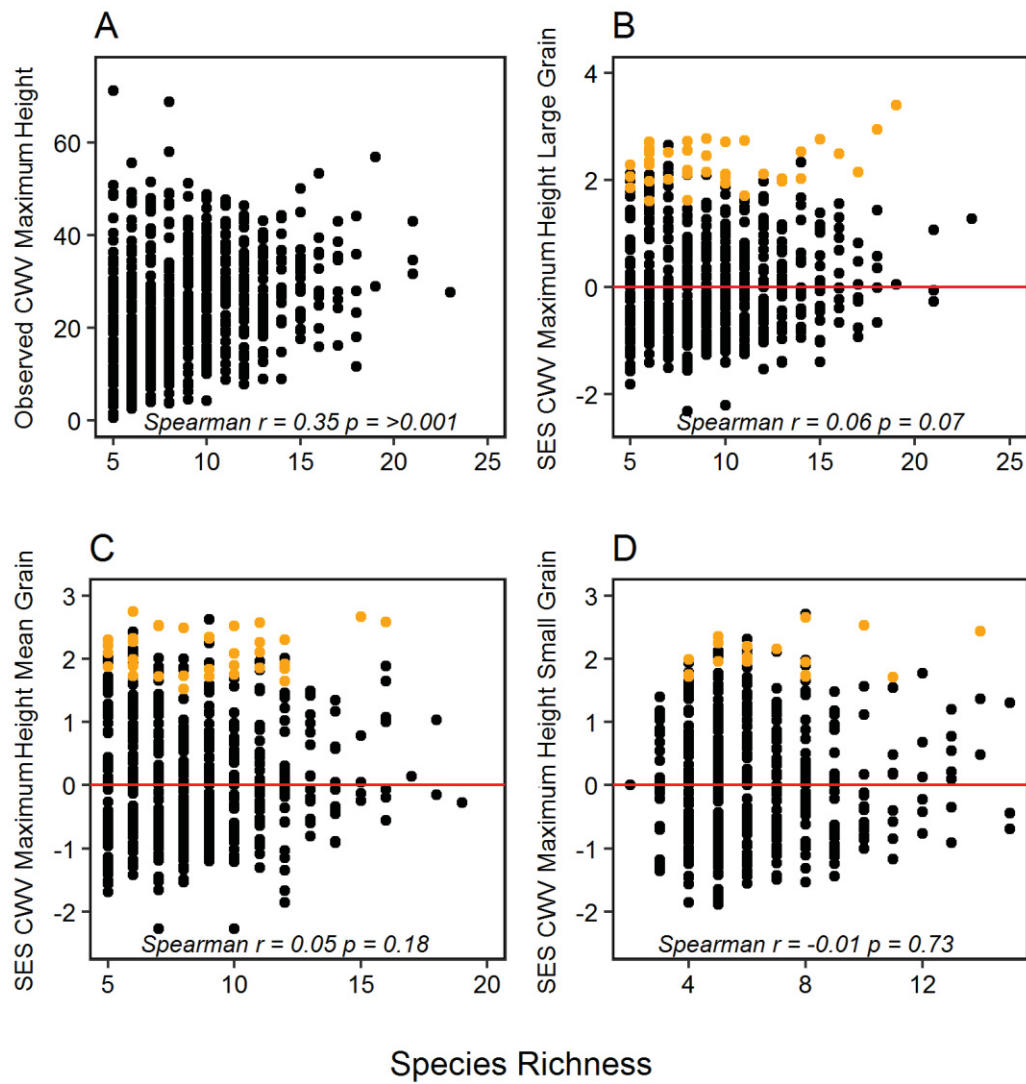 A
Observed CWV Maximum Height
60
40
20
0
Spearman r = 0.35 p = >0.001
5
10
15
20
25
B
SES CWV Maximum Height Large Grain
4
2
0
-2
Spearman r = 0.06 p = 0.07
5
10
15
20
25
C
SES CWV Maximum Height Mean Grain
3
2
1
0
-1
-2
Spearman r = 0.05 p = 0.18
5
10
15
20
D
SES CWV Maximum Height Small Grain
3
2
1
0
-1
-2
Spearman r = -0.01 p = 0.73
4
8
12
Species Richness